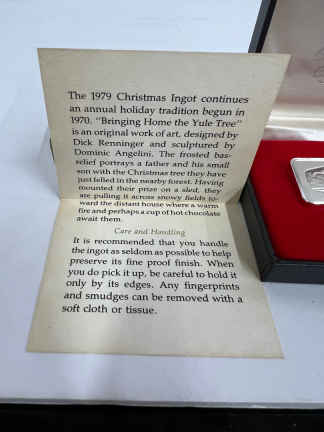 The 1979 Christmas Ingot continues
an annual holiday tradition begun in
1970. "Bringing Home the Yule Tree"
is an original work of art, designed by
Dick Renninger and sculptured by
Dominic Angelini. The frosted bas-
relief portrays a father and his small
son with the Christmas tree they have
just felled in the nearby forest. Having
mounted their prize on a sled, they
are pulling it across snowy fields to-
ward the distant house where a warm
fire and perhaps a cup of hot chocolate
await them.
Care and Handling
It is recommended that you handle
the ingot as seldom as possible to help
preserve its fine proof finish. When
you do pick it up, be careful to hold it
only by its edges. Any fingerprints
and smudges can be removed with a
soft cloth or tissue.